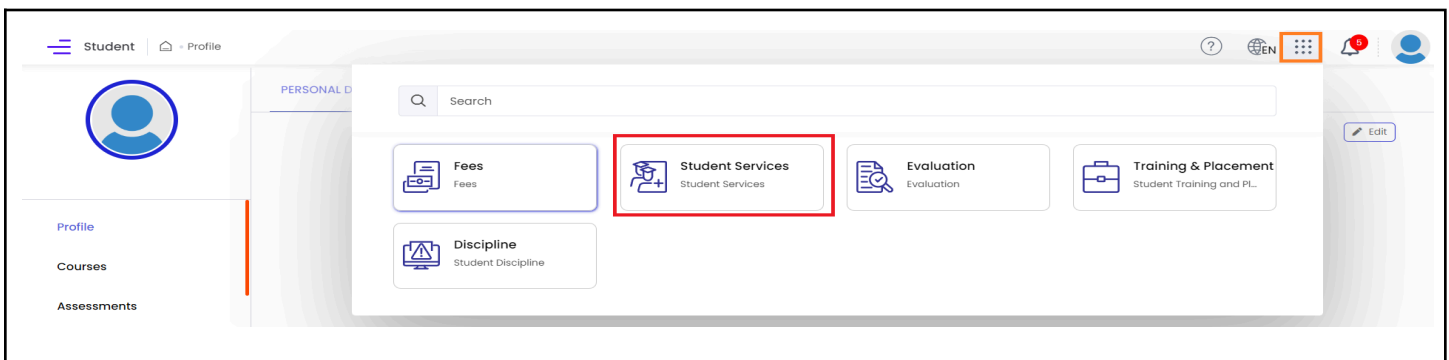 Student Profile
EN
5
PERSONAL D
Search
Edit
Fees
Fees
Student Services
Student Services
Evaluation
Evaluation
Training & Placement
Student Training and Pl...
Discipline
Student Discipline
Profile
Courses
Assessments